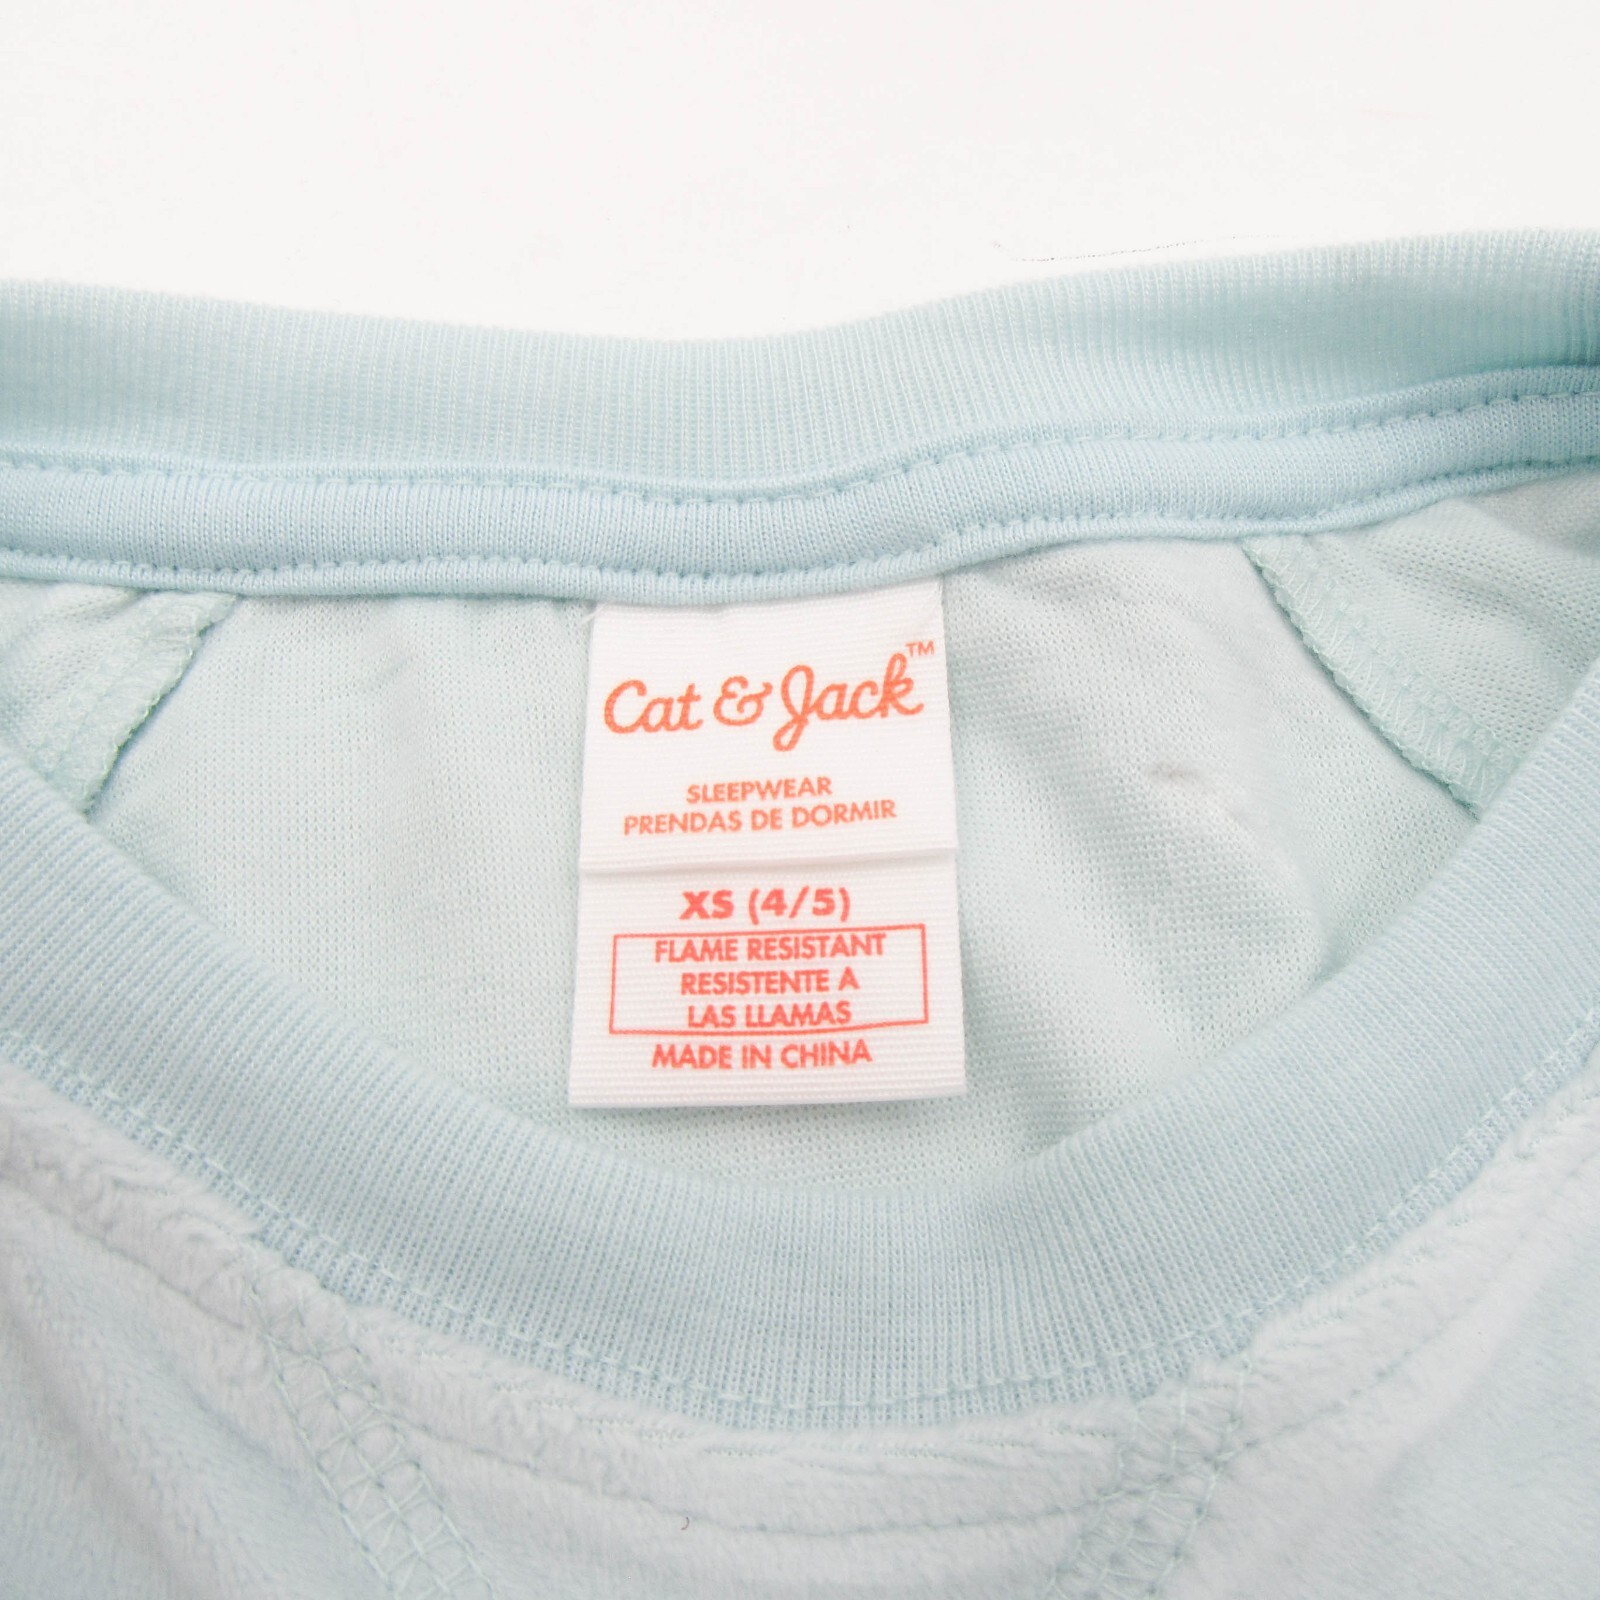 Cat & Jack™
SLEEPWEAR
PRENDAS DE DORMIR
XS (4/5)
FLAME RESISTANT
RESISTENTE A
LAS LLAMAS
MADE IN CHINA